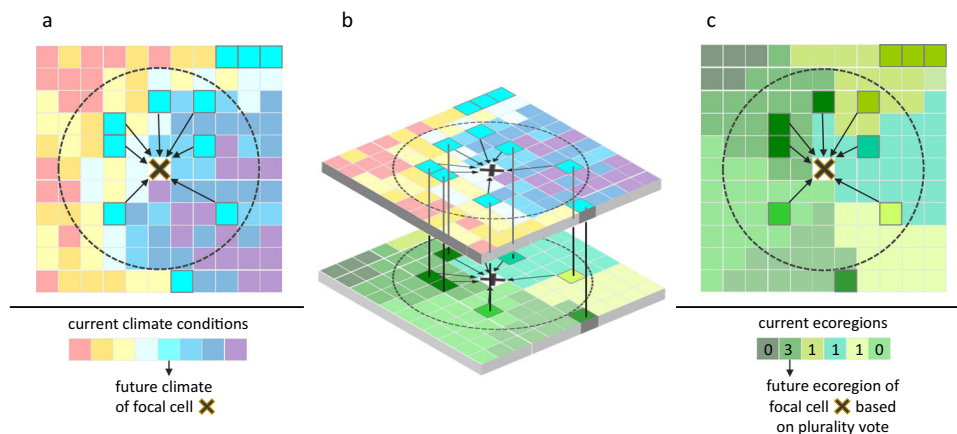 a
b
c
current climate conditions
future climate
of focal cell
current ecoregions
0 3 1 1 1 0
future ecoregion of
focal cell based
on plurality vote